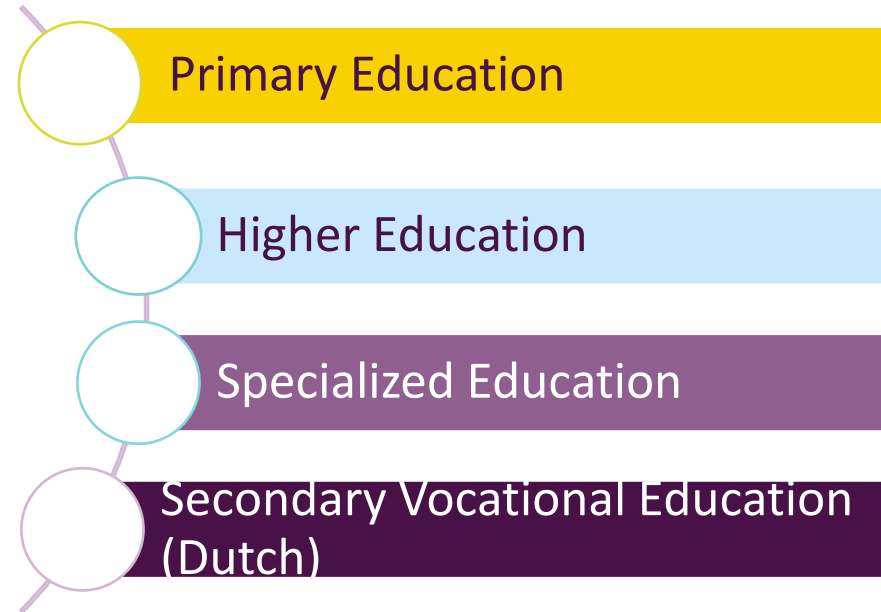 Primary Education
Higher Education
Specialized Education
Secondary Vocational Education
(Dutch)